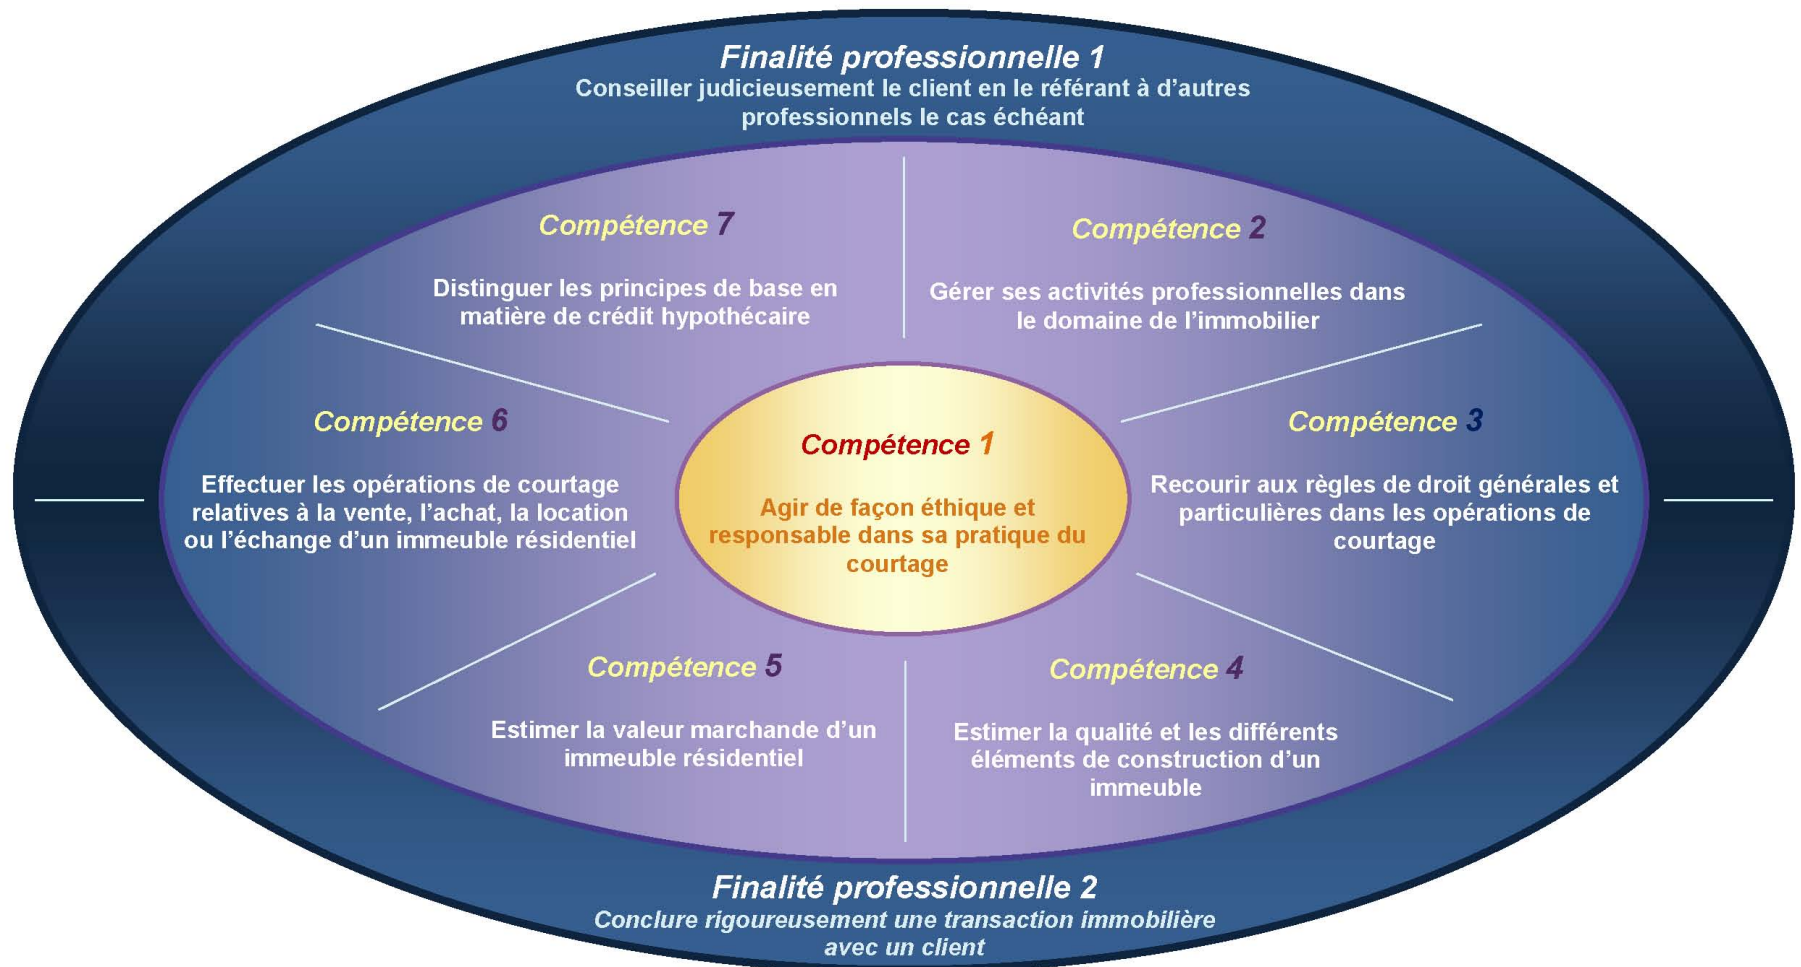 Finalité professionnelle 1
Conseiller judicieusement le client en le référant à d'autres
professionnels le cas échéant
Compétence 7
Distinguer les principes de base en
matière de crédit hypothécaire
Compétence 2
Gérer ses activités professionnelles dans
le domaine de l'immobilier
Compétence 6
Effectuer les opérations de courtage
relatives à la vente, l'achat, la location
ou l'échange d'un immeuble résidentiel
Compétence 1
Agir de façon éthique et
responsable dans sa pratique du
courtage
Compétence 3
Recourir aux règles de droit générales et
particulières dans les opérations de
courtage
Compétence 5
Estimer la valeur marchande d'un
immeuble résidentiel
Compétence 4
Estimer la qualité et les différents
éléments de construction d'un
immeuble
Finalité professionnelle 2
Conclure rigoureusement une transaction immobilière
avec un client